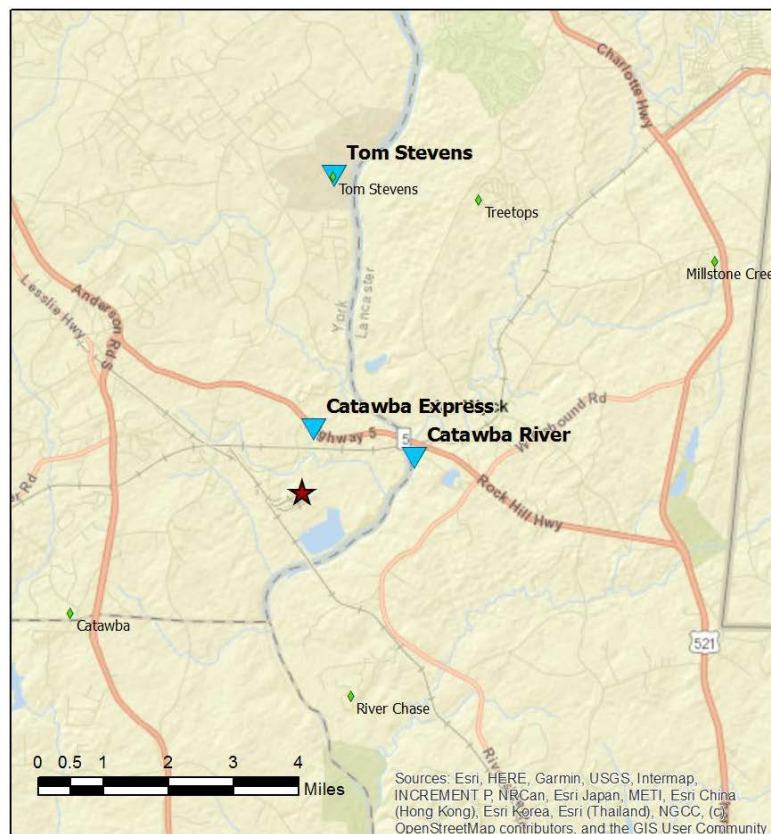 Charlotte Hwy
Tom Stevens
Tom Stevens
Treetops
Millstone Cree
York
Lancaster
Lesslie Hwy
Anderson Rd S
Catawba Express
Highway 5
5
Catawba River
Rd
Rock Hill Hwy
Catawba
521
River Chase
0 0.5 1 2 3 4
Miles
Sources: Esri, HERE, Garmin, USGS, Intermap,
INCREMENT P, NRCan, Esri Japan, METI, Esri China
(Hong Kong), Esri Korea, Esri (Thailand), NGCC, (c)
OpenStreetMap contributors, and the GIS User Community